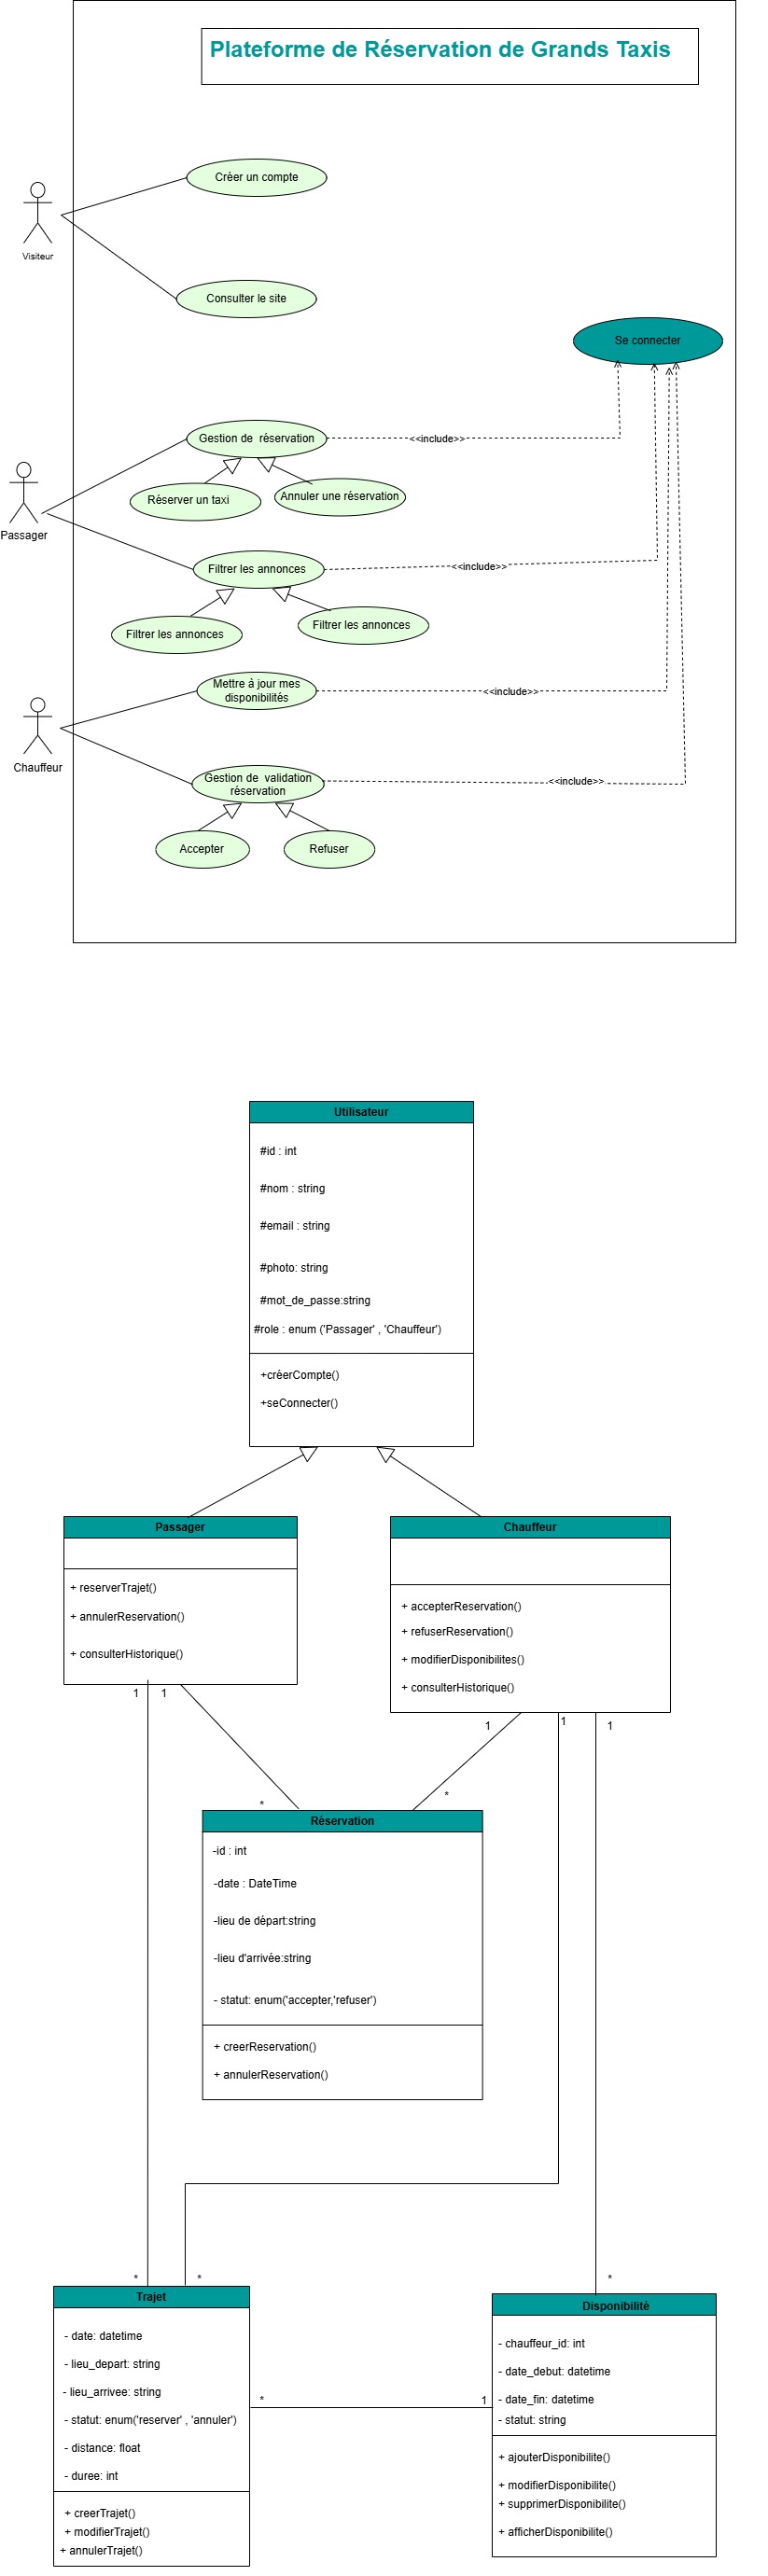 Plateforme de Réservation de Grands Taxis
Créer un compte
Visiteur
Consulter le site
Se connecter
Gestion de réservation
<<include>>
Réserver un taxi
Annuler une réservation
Passager
Filtrer les annonces
<<include>>
Filtrer les annonces
Filtrer les annonces
Mettre à jour mes
disponibilités
<<include>>
Chauffeur
Gestion de validation
réservation
<<include>>
Accepter
Refuser
Utilisateur
#id : int
#nom : string
#email : string
#photo: string
#mot_de_passe:string
#role : enum ('Passager' , 'Chauffeur')
+créerCompte()
+seConnecter()
Passager
+ reserverTrajet()
+ annulerReservation()
+ consulterHistorique()
Chauffeur
+ accepterReservation()
+ refuserReservation()
+ modifierDisponibilites()
+ consulterHistorique()
1
1
1
1
1
*
*
Réservation
-id : int
-date : DateTime
-lieu de départ:string
-lieu d'arrivée:string
- statut: enum('accepter,'refuser')
+ creerReservation()
+ annulerReservation()
*
*
*
Trajet
- date: datetime
- lieu_depart: string
- lieu_arrivee: string
- statut: enum('reserver' , 'annuler')
- distance: float
- duree: int
+ creerTrajet()
+ modifierTrajet()
+ annulerTrajet()
*
1
Disponibilité
- chauffeur_id: int
- date_debut: datetime
- date_fin: datetime
- statut: string
+ ajouterDisponibilite()
+ modifierDisponibilite()
+ supprimerDisponibilite()
+ afficherDisponibilite()